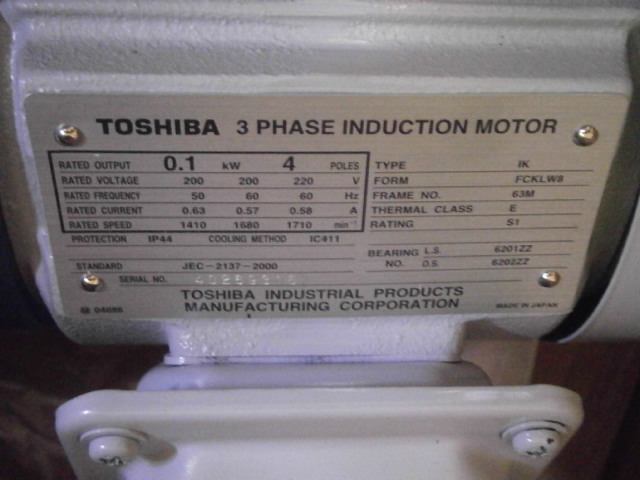 TOSHIBA 3 PHASE INDUCTION MOTOR
RATED OUTPUT 0.1 kW 4 POLES
RATED VOLTAGE 200 200 220 V
RATED FREQUENCY 50 60 60 Hz
RATED CURRENT 0.63 0.57 0.58 A
RATED SPEED 1410 1680 1710 min⁻¹
PROTECTION IP44 COOLING METHOD IC411
STANDARD JEC-2137-2000
SERIAL NO.
TYPE IK
FORM FCKLW8
FRAME NO. 63M
THERMAL CLASS E
RATING S1
BEARING NO. L.S. 6201ZZ
O.S. 6202ZZ
TOSHIBA INDUSTRIAL PRODUCTS
MANUFACTURING CORPORATION
MADE IN JAPAN